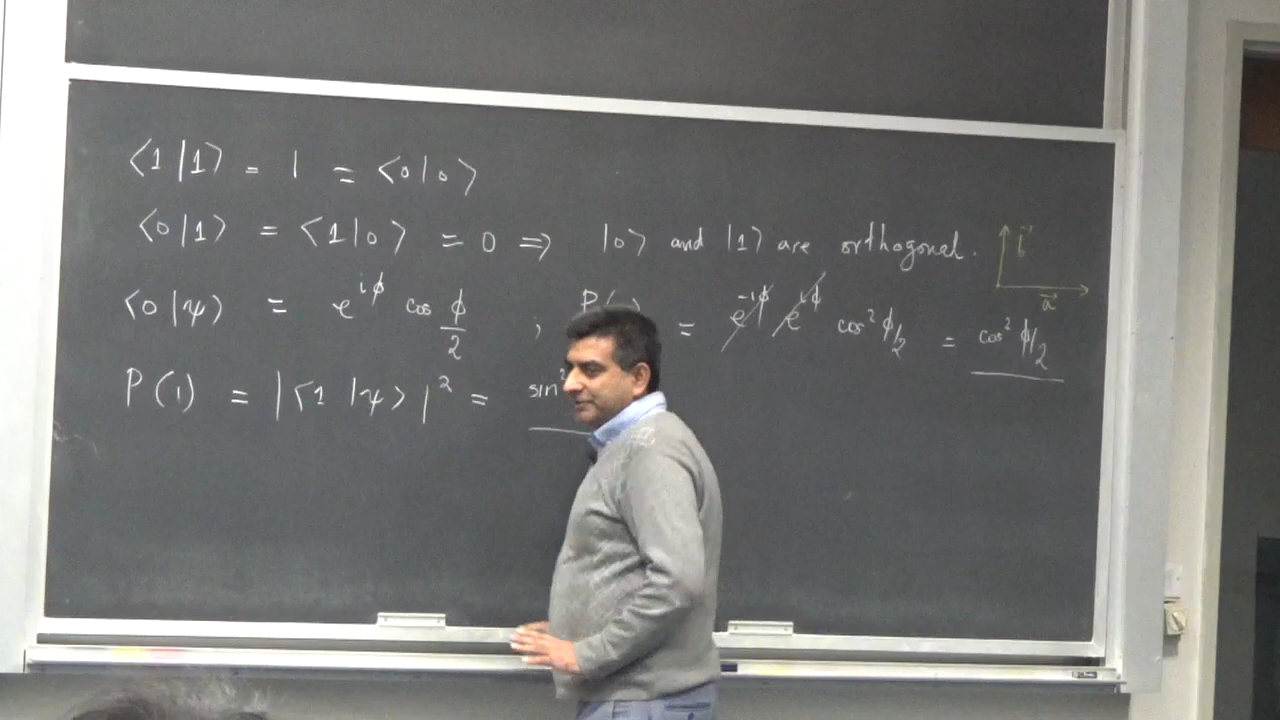 ⟨1|1⟩ = 1 = ⟨0|0⟩
⟨0|1⟩ = ⟨1|0⟩ = 0 ⇒ |0⟩ and |1⟩ are orthogonal. b⃗ a⃗
⟨0|ψ⟩ = e^{iϕ} cos ϕ/2 ; P( ) = e^{-iϕ} e^{iϕ} cos² ϕ/2 = cos² ϕ/2
P(1) = |⟨1|ψ⟩|² = sin